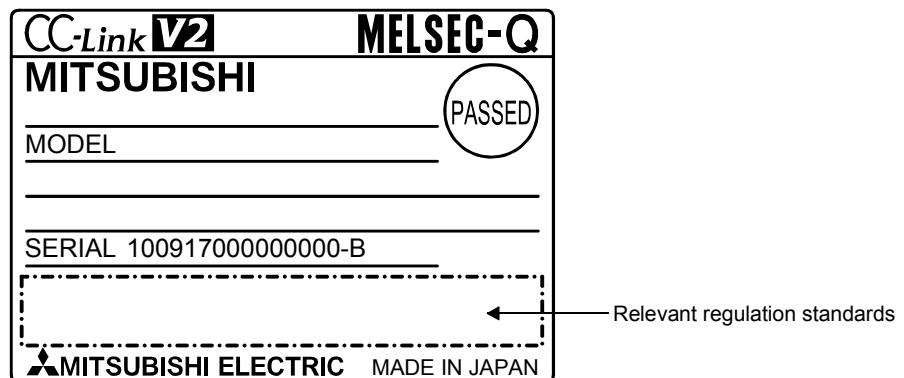 CC-Link V2 MELSEC-Q
MITSUBISHI
PASSED
MODEL
SERIAL 100917000000000-B
Relevant regulation standards
MITSUBISHI ELECTRIC MADE IN JAPAN